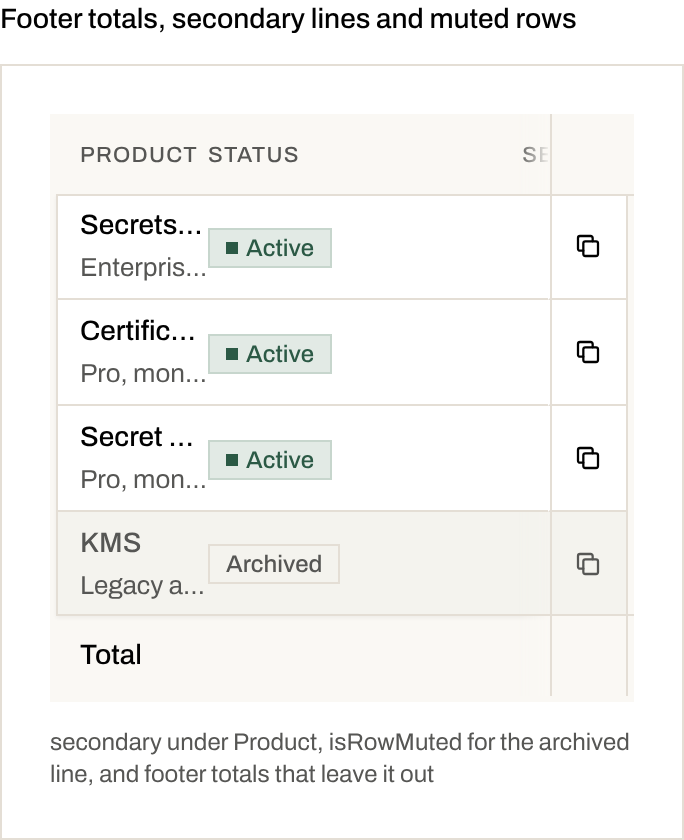 Footer totals, secondary lines and muted rows
PRODUCT STATUS SE
Secrets...
Enterpris...
Active
Certific...
Pro, mon...
Active
Secret ...
Pro, mon...
Active
KMS
Legacy a...
Archived
Total
secondary under Product, isRowMuted for the archived
line, and footer totals that leave it out